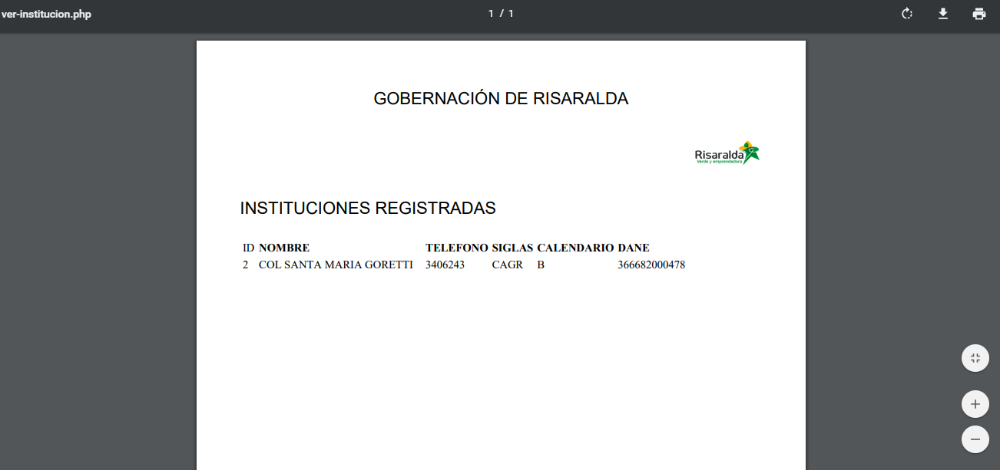 ver-institucion.php
1 / 1
GOBERNACIÓN DE RISARALDA
Risaralda
Verde y emprendedora
INSTITUCIONES REGISTRADAS
ID NOMBRE TELEFONO SIGLAS CALENDARIO DANE
2 COL SANTA MARIA GORETTI 3406243 CAGR B 366682000478